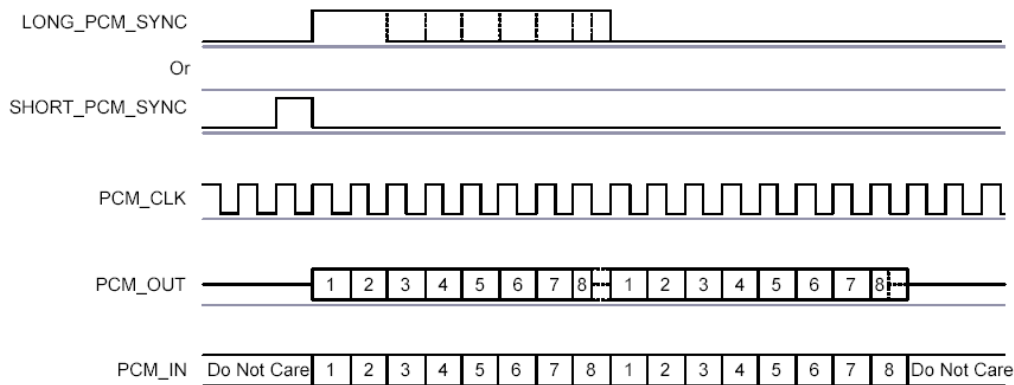 LONG_PCM_SYNC
Or
SHORT_PCM_SYNC
PCM_CLK
PCM_OUT 1 2 3 4 5 6 7 8 1 2 3 4 5 6 7 8
PCM_IN Do Not Care 1 2 3 4 5 6 7 8 1 2 3 4 5 6 7 8 Do Not Care